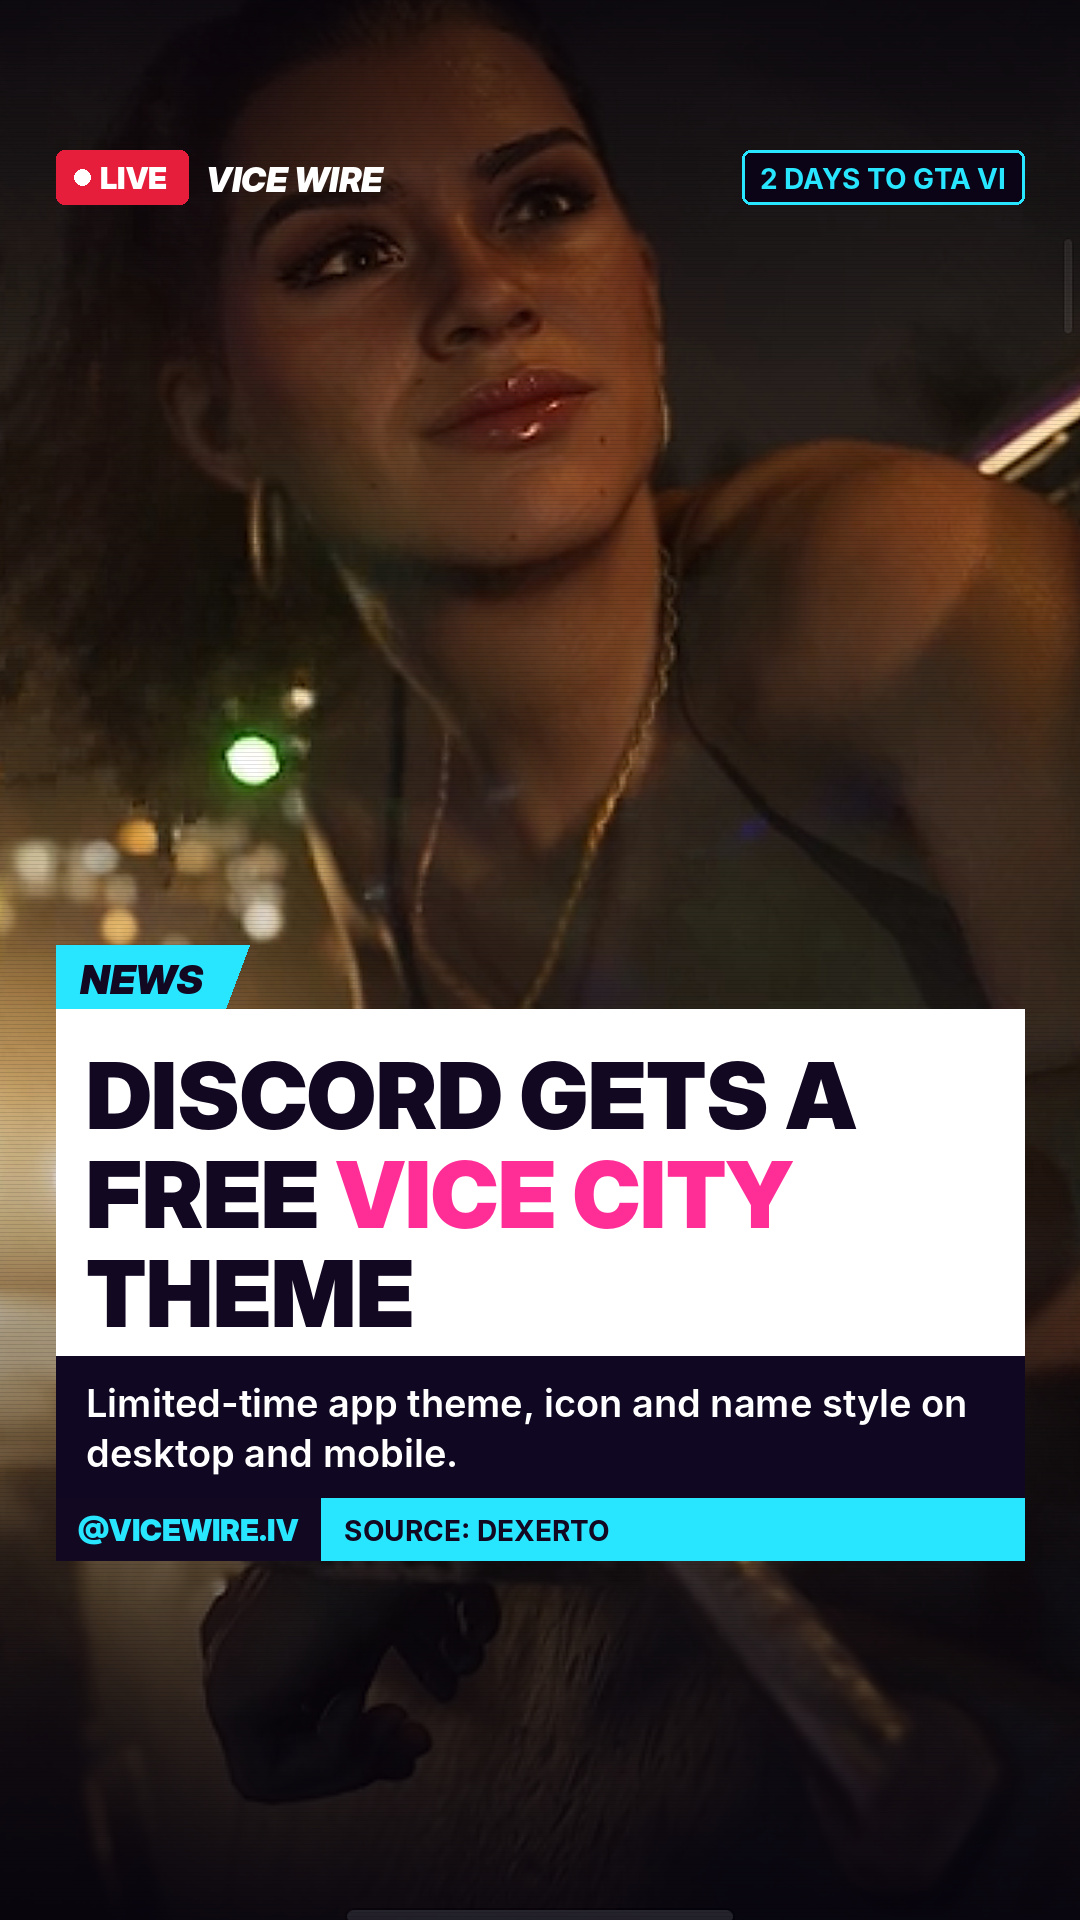 LIVE
VICE WIRE
2 DAYS TO GTA VI
NEWS
DISCORD GETS A
FREE VICE CITY
THEME
Limited-time app theme, icon and name style on
desktop and mobile.
@VICEWIRE.IV
SOURCE: DEXERTO